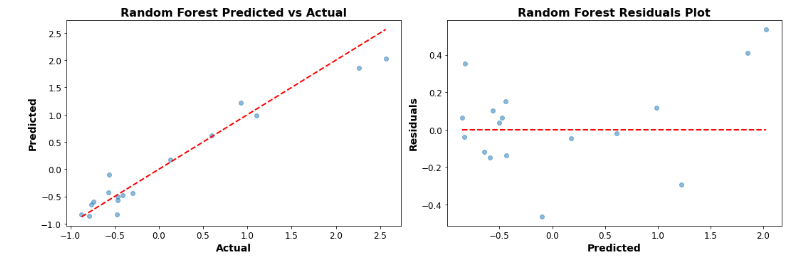 Random Forest Predicted vs Actual
2.5
2.0
1.5
1.0
0.5
0.0
−0.5
−1.0
Predicted
−1.0 −0.5 0.0 0.5 1.0 1.5 2.0 2.5
Actual
Random Forest Residuals Plot
0.4
0.2
0.0
−0.2
−0.4
Residuals
−0.5 0.0 0.5 1.0 1.5 2.0
Predicted